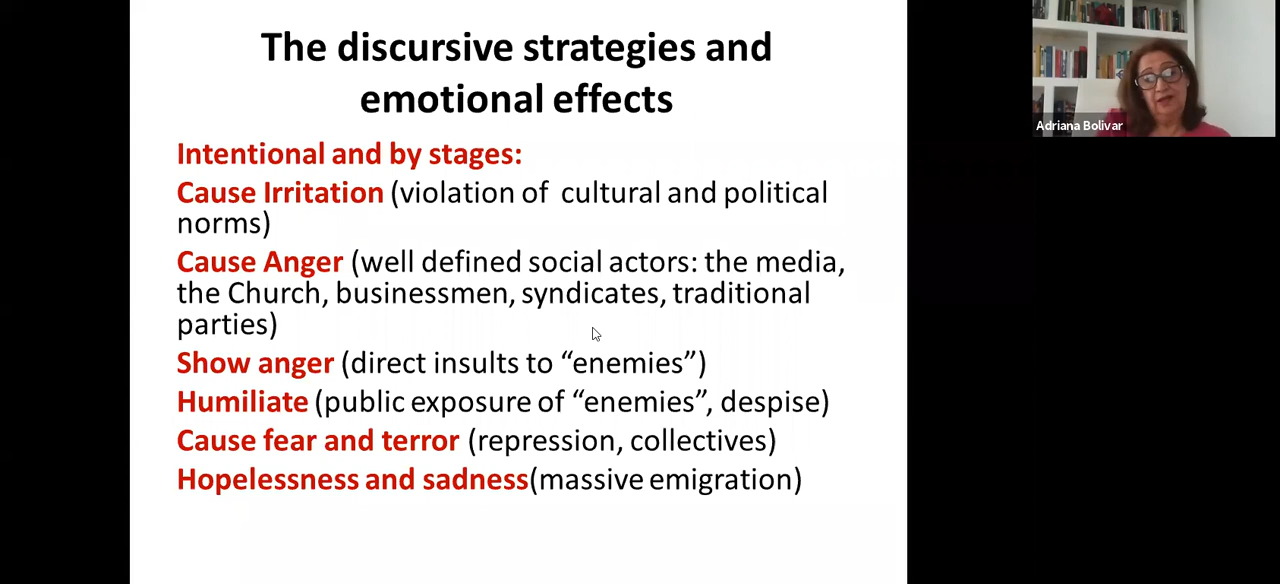 The discursive strategies and
emotional effects
Intentional and by stages:
Cause Irritation (violation of cultural and political
norms)
Cause Anger (well defined social actors: the media,
the Church, businessmen, syndicates, traditional
parties)
Show anger (direct insults to “enemies”)
Humiliate (public exposure of “enemies”, despise)
Cause fear and terror (repression, collectives)
Hopelessness and sadness(massive emigration)
Adriana Bolivar